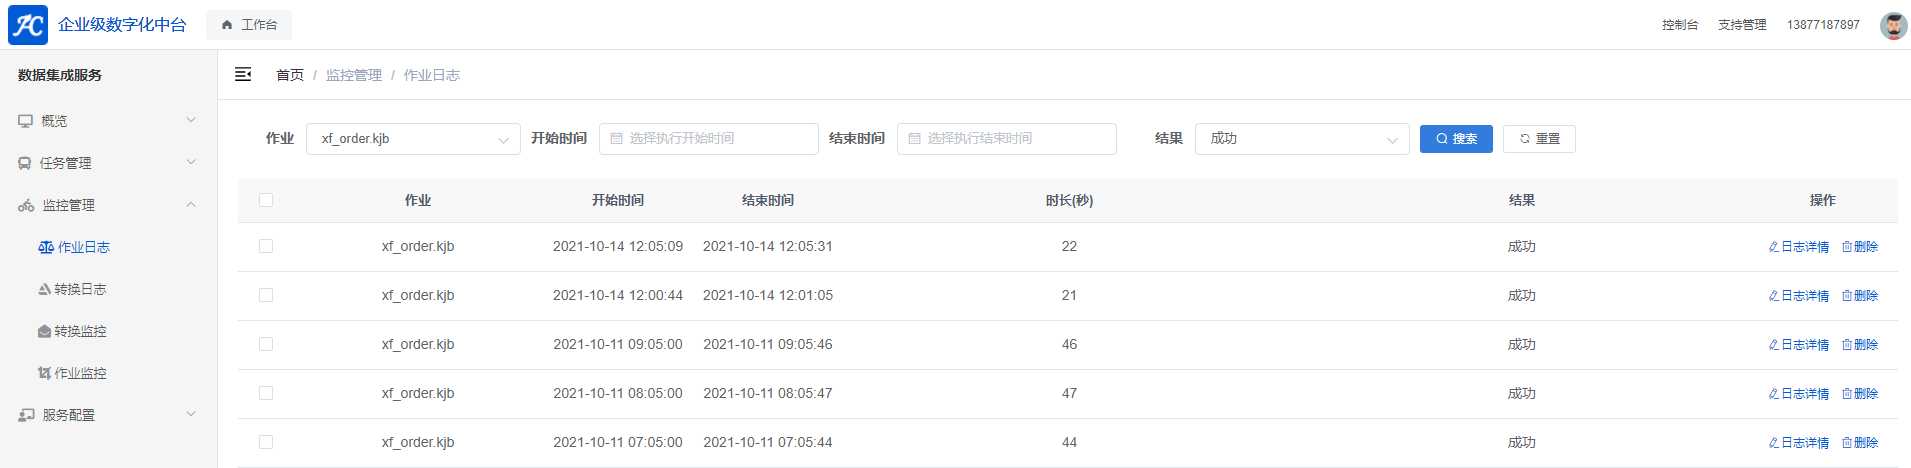 企业级数字化中台 工作台 控制台 支持管理 13877187897
数据集成服务
首页 / 监控管理 / 作业日志
概览
任务管理
监控管理
作业日志
转换日志
转换监控
作业监控
服务配置
作业 xf_order.kjb 开始时间 选择执行开始时间 结束时间 选择执行结束时间 结果 成功 搜索 重置
作业 开始时间 结束时间 时长(秒) 结果 操作
xf_order.kjb 2021-10-14 12:05:09 2021-10-14 12:05:31 22 成功 日志详情 删除
xf_order.kjb 2021-10-14 12:00:44 2021-10-14 12:01:05 21 成功 日志详情 删除
xf_order.kjb 2021-10-11 09:05:00 2021-10-11 09:05:46 46 成功 日志详情 删除
xf_order.kjb 2021-10-11 08:05:00 2021-10-11 08:05:47 47 成功 日志详情 删除
xf_order.kjb 2021-10-11 07:05:00 2021-10-11 07:05:44 44 成功 日志详情 删除